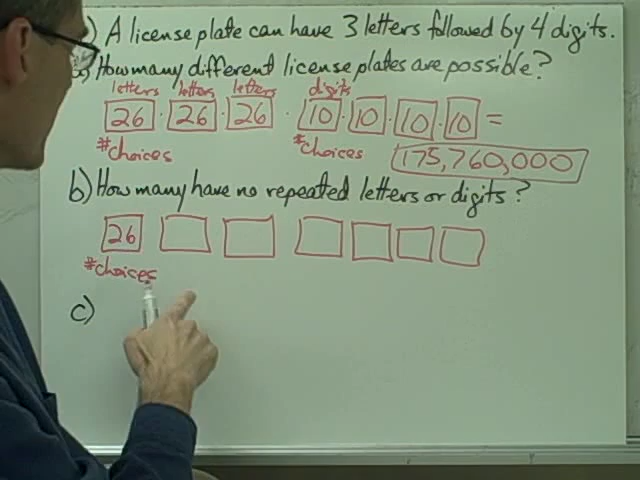 ) A license plate can have 3 letters followed by 4 digits.
) How many different license plates are possible?
letters letters letters digits
26 · 26 · 26 · 10 · 10 · 10 · 10 =
#choices #choices 175,760,000
b) How many have no repeated letters or digits?
26
#choices
c)